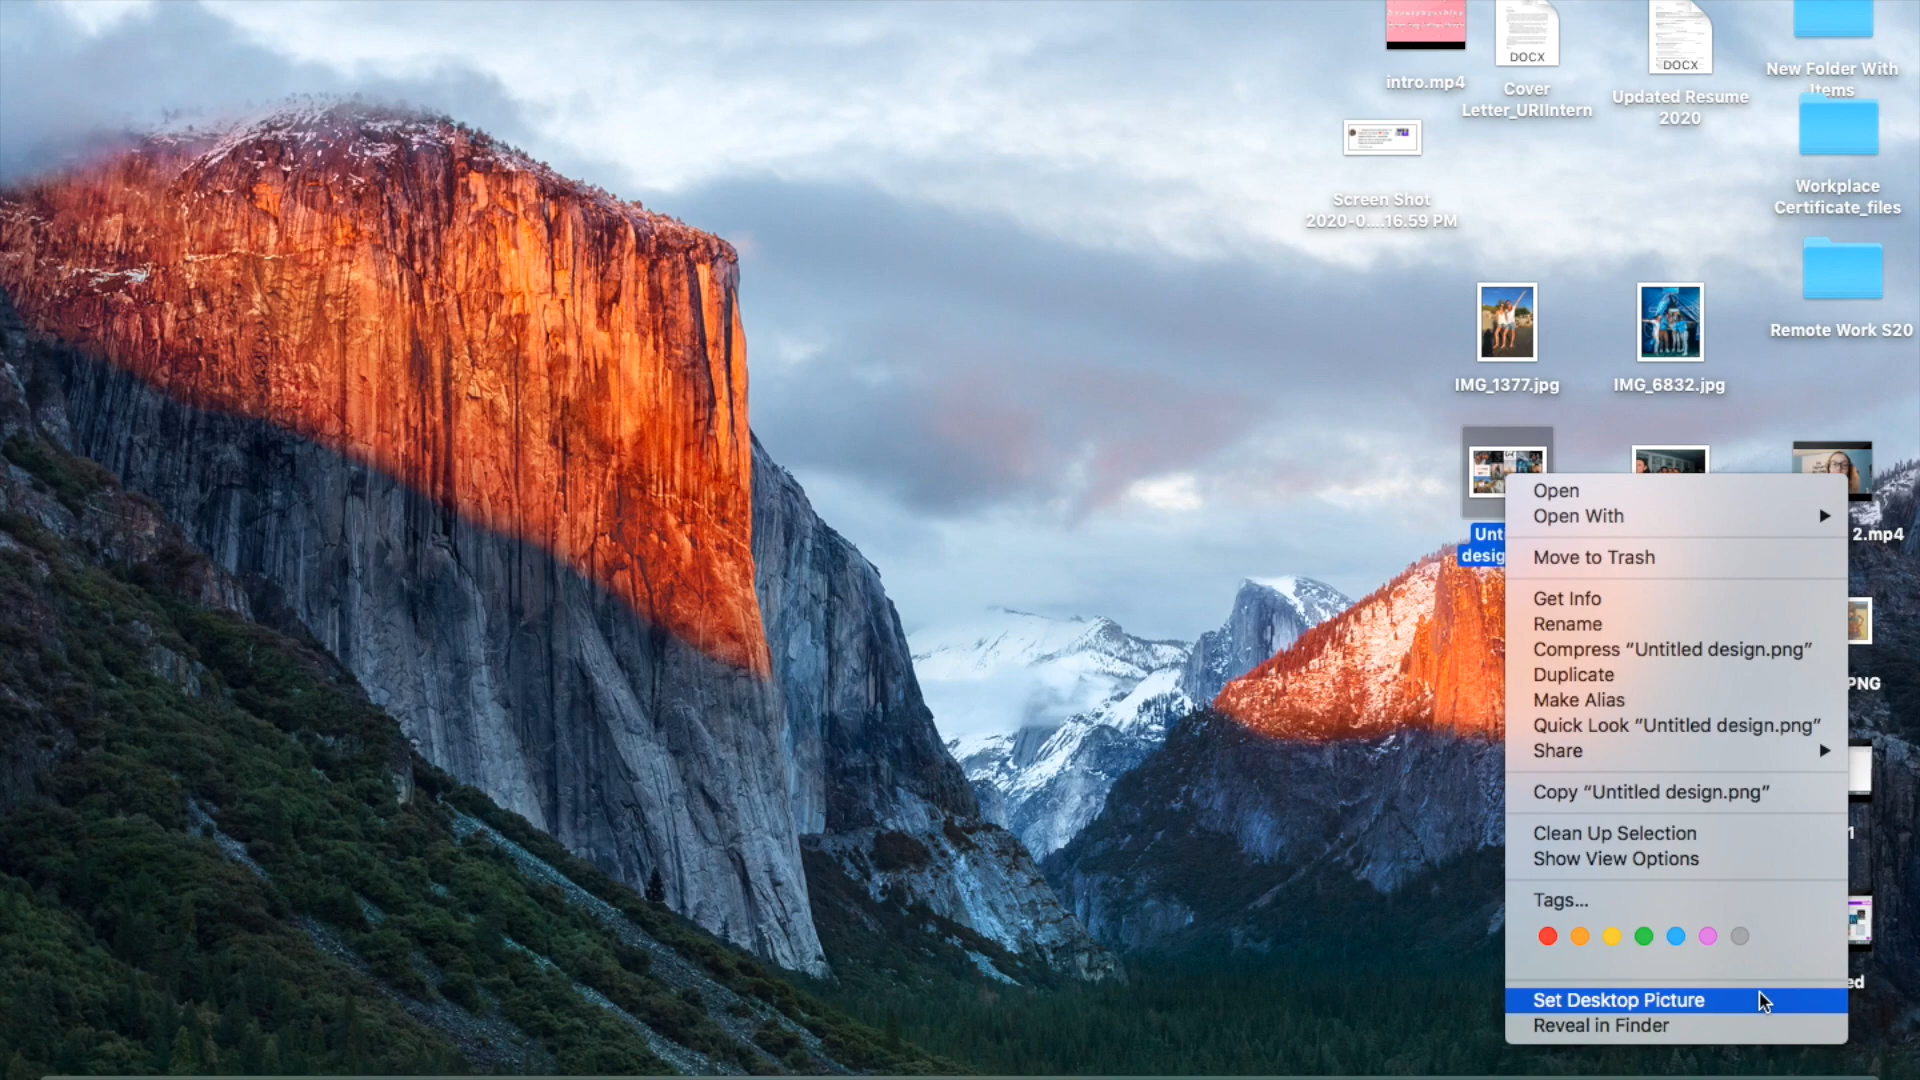 intro.mp4
DOCX
Cover
Letter_URIIntern
DOCX
Updated Resume
2020
New Folder With
Items
Screen Shot
2020-0....16.59 PM
Workplace
Certificate_files
Remote Work S20
IMG_1377.jpg
IMG_6832.jpg
Unti
desig
2.mp4
PNG
1
ed
Open
Open With
Move to Trash
Get Info
Rename
Compress “Untitled design.png”
Duplicate
Make Alias
Quick Look “Untitled design.png”
Share
Copy “Untitled design.png”
Clean Up Selection
Show View Options
Tags...
Set Desktop Picture
Reveal in Finder